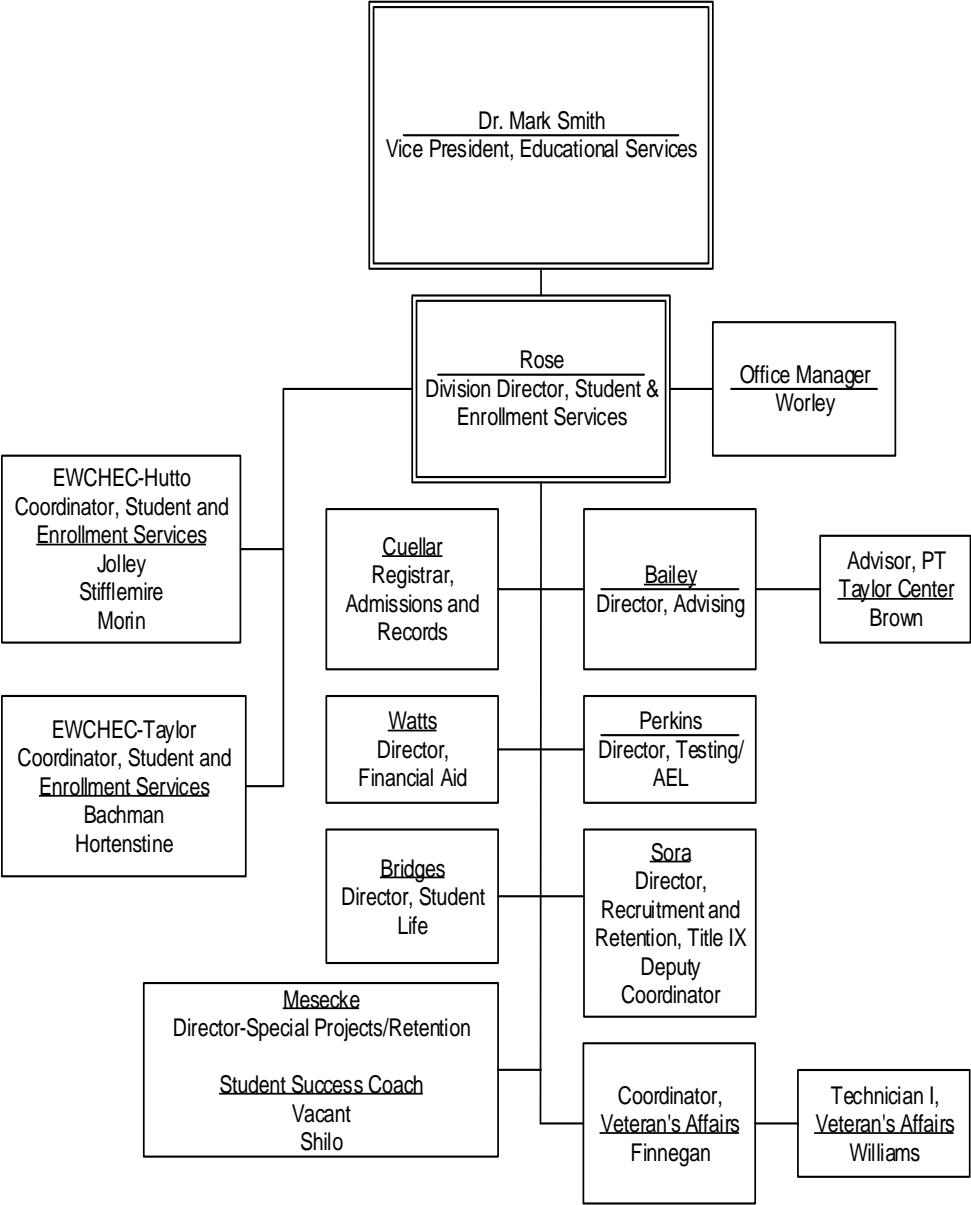 Dr. Mark Smith
Vice President, Educational Services
Rose
Division Director, Student &
Enrollment Services
Office Manager
Worley
EWCHEC-Hutto
Coordinator, Student and
Enrollment Services
Jolley
Stifflemire
Morin
Cuellar
Registrar,
Admissions and
Records
Bailey
Director, Advising
Advisor, PT
Taylor Center
Brown
EWCHEC-Taylor
Coordinator, Student and
Enrollment Services
Bachman
Hortenstine
Watts
Director,
Financial Aid
Perkins
Director, Testing/
AEL
Bridges
Director, Student
Life
Sora
Director,
Recruitment and
Retention, Title IX
Deputy
Coordinator
Mesecke
Director-Special Projects/Retention
Student Success Coach
Vacant
Shilo
Coordinator,
Veteran's Affairs
Finnegan
Technician I,
Veteran's Affairs
Williams